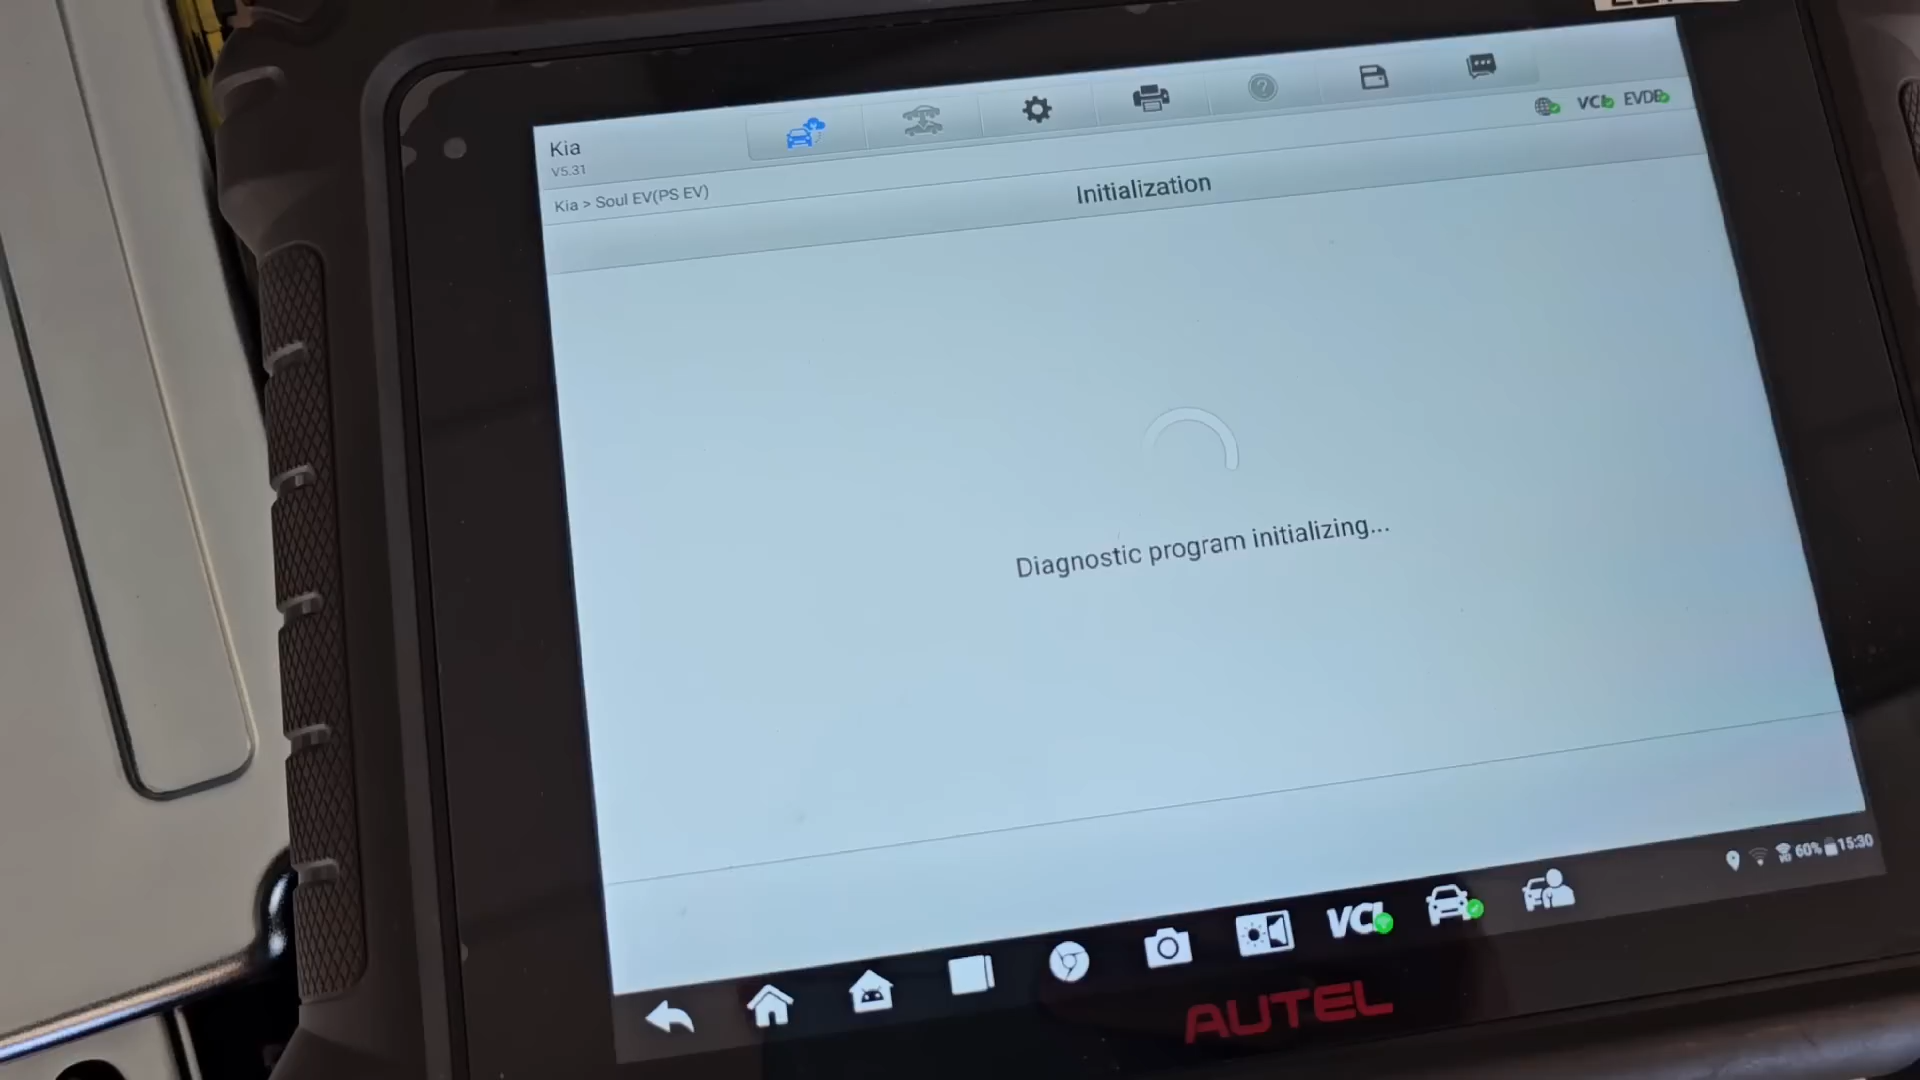 Kia
V5.31
VCI
EVDB
Kia > Soul EV(PS EV)
Initialization
Diagnostic program initializing...
60%
15:30
VCI
AUTEL